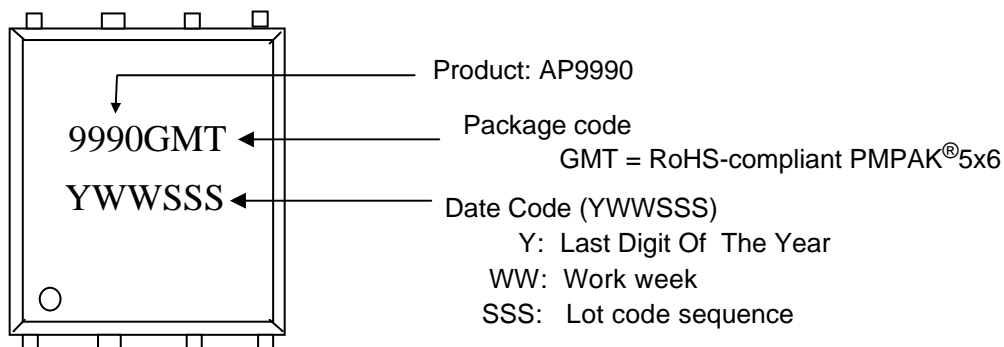 Product: AP9990
9990GMT
Package code
GMT = RoHS-compliant PMPAK®5x6
YWWSSS
Date Code (YWWSSS)
Y: Last Digit Of The Year
WW: Work week
SSS: Lot code sequence